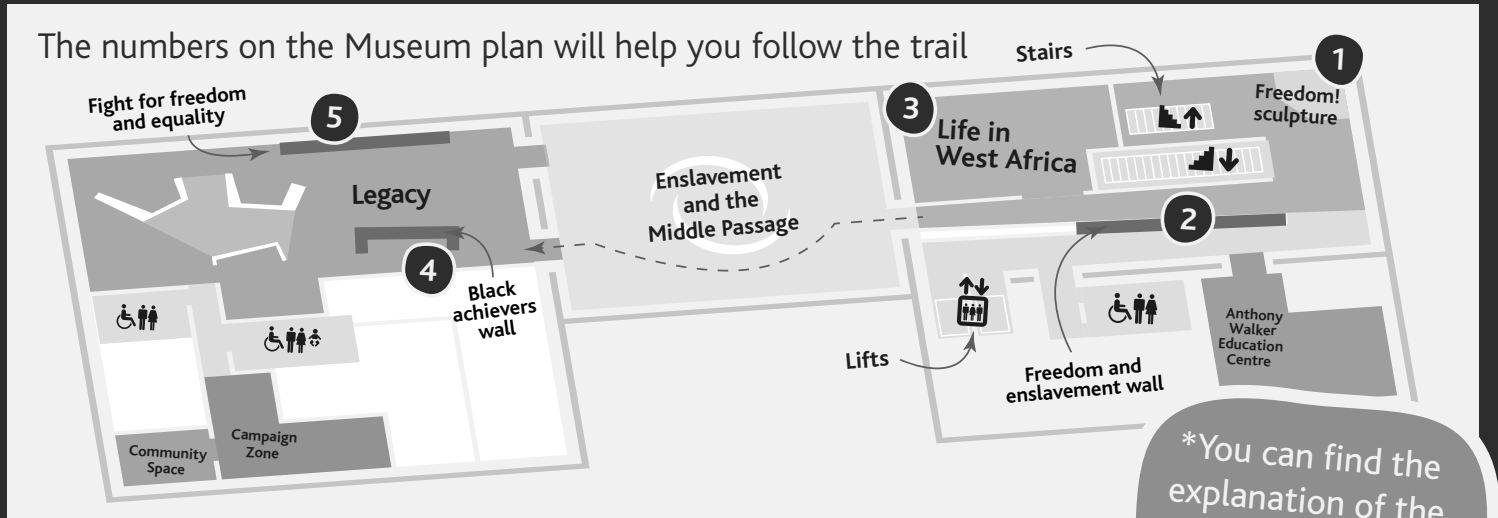 The numbers on the Museum plan will help you follow the trail
Stairs
1
Fight for freedom
and equality
5
3
Freedom!
sculpture
Life in
West Africa
Enslavement
and the
Middle Passage
Legacy
2
4
Black
achievers
wall
Anthony
Walker
Education
Centre
Lifts
Freedom and
enslavement wall
Community
Space
Campaign
Zone
*You can find the
explanation of the